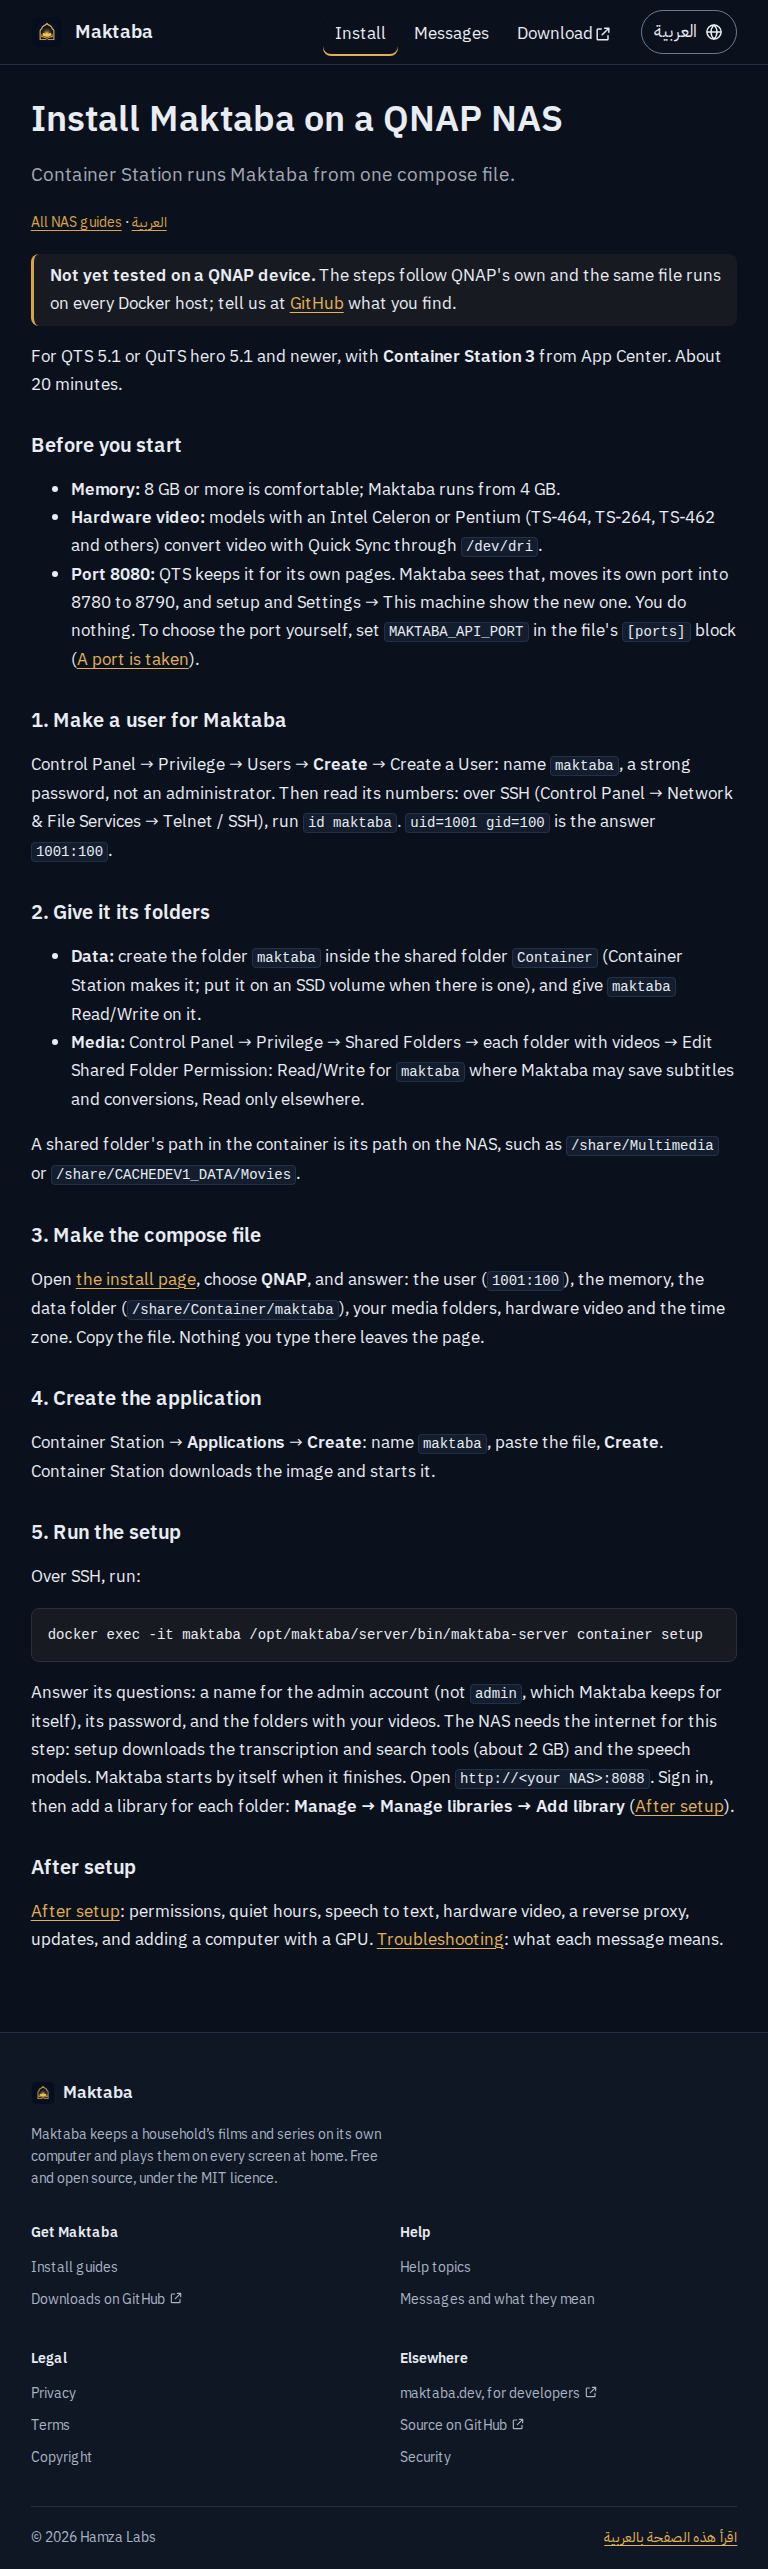 Maktaba
Install
Messages
Download
العربية
Install Maktaba on a QNAP NAS
Container Station runs Maktaba from one compose file.
All NAS guides · العربية
Not yet tested on a QNAP device. The steps follow QNAP's own and the same file runs
on every Docker host; tell us at GitHub what you find.
For QTS 5.1 or QuTS hero 5.1 and newer, with Container Station 3 from App Center. About
20 minutes.
Before you start
• Memory: 8 GB or more is comfortable; Maktaba runs from 4 GB.
• Hardware video: models with an Intel Celeron or Pentium (TS-464, TS-264, TS-462
and others) convert video with Quick Sync through /dev/dri.
• Port 8080: QTS keeps it for its own pages. Maktaba sees that, moves its own port into
8780 to 8790, and setup and Settings → This machine show the new one. You do
nothing. To choose the port yourself, set MAKTABA_API_PORT in the file's [ports] block
(A port is taken).
1. Make a user for Maktaba
Control Panel → Privilege → Users → Create → Create a User: name maktaba, a strong
password, not an administrator. Then read its numbers: over SSH (Control Panel → Network
& File Services → Telnet / SSH), run id maktaba. uid=1001 gid=100 is the answer
1001:100.
2. Give it its folders
• Data: create the folder maktaba inside the shared folder Container (Container
Station makes it; put it on an SSD volume when there is one), and give maktaba
Read/Write on it.
• Media: Control Panel → Privilege → Shared Folders → each folder with videos → Edit
Shared Folder Permission: Read/Write for maktaba where Maktaba may save subtitles
and conversions, Read only elsewhere.
A shared folder's path in the container is its path on the NAS, such as /share/Multimedia
or /share/CACHEDEV1_DATA/Movies.
3. Make the compose file
Open the install page, choose QNAP, and answer: the user (1001:100), the memory, the
data folder (/share/Container/maktaba), your media folders, hardware video and the time
zone. Copy the file. Nothing you type there leaves the page.
4. Create the application
Container Station → Applications → Create: name maktaba, paste the file, Create.
Container Station downloads the image and starts it.
5. Run the setup
Over SSH, run:
docker exec -it maktaba /opt/maktaba/server/bin/maktaba-server container setup
Answer its questions: a name for the admin account (not admin, which Maktaba keeps for
itself), its password, and the folders with your videos. The NAS needs the internet for this
step: setup downloads the transcription and search tools (about 2 GB) and the speech
models. Maktaba starts by itself when it finishes. Open http://<your NAS>:8088. Sign in,
then add a library for each folder: Manage → Manage libraries → Add library (After setup).
After setup
After setup: permissions, quiet hours, speech to text, hardware video, a reverse proxy,
updates, and adding a computer with a GPU. Troubleshooting: what each message means.
Maktaba
Maktaba keeps a household's films and series on its own
computer and plays them on every screen at home. Free
and open source, under the MIT licence.
Get Maktaba
Install guides
Downloads on GitHub
Help
Help topics
Messages and what they mean
Legal
Privacy
Terms
Copyright
Elsewhere
maktaba.dev, for developers
Source on GitHub
Security
© 2026 Hamza Labs
اقرأ هذه الصفحة بالعربية